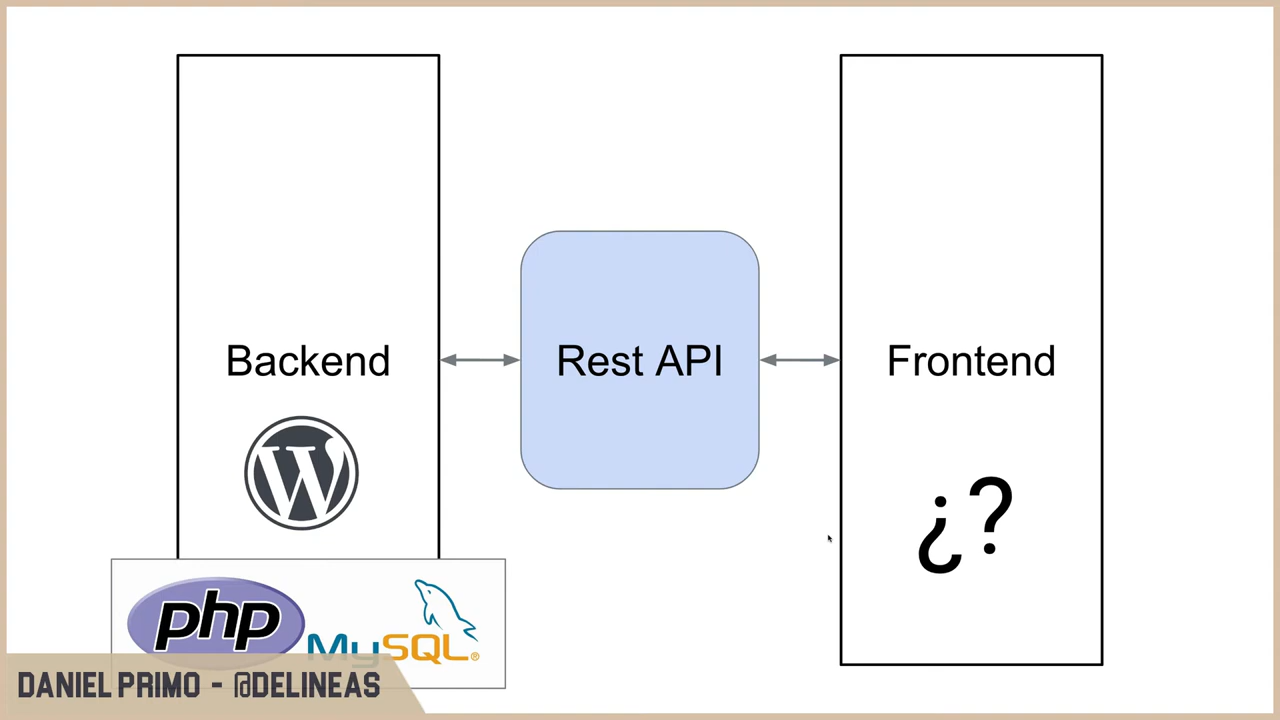 Backend
Rest API
Frontend
W
¿?
php
MySQL®
DANIEL PRIMO - @DELINEAS